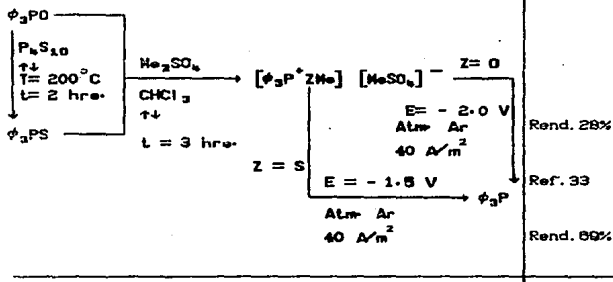 ϕ₃PO
P₄S₁₀
↑↓
T= 200°C
t= 2 hrs.
ϕ₃PS
Me₂SO₄
CHCl₃
↑↓
t = 3 hrs.
[ϕ₃P⁺ZMe] [MeSO₄]⁻
Z= O
E= - 2.0 V
Atm Ar
40 A/m²
Rend. 28%
Z = S
E = - 1.5 V
Atm Ar
40 A/m²
ϕ₃P
Ref. 33
Rend. 69%